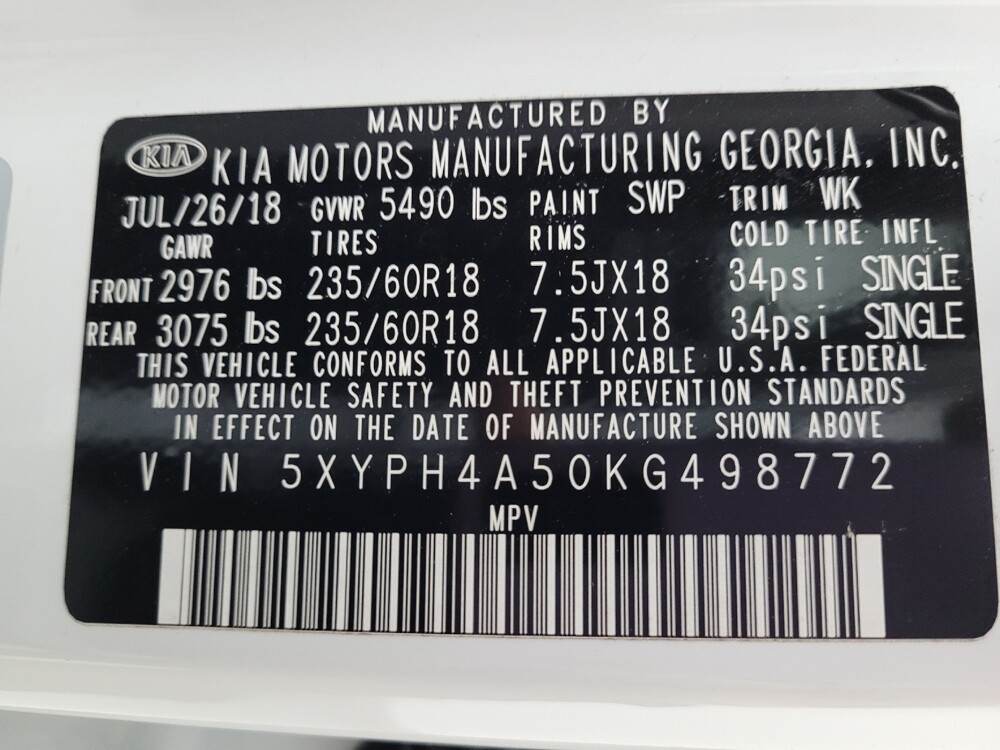 MANUFACTURED BY
KIA KIA MOTORS MANUFACTURING GEORGIA, INC.
JUL/26/18 GVWR 5490 lbs PAINT SWP TRIM WK
GAWR TIRES RIMS COLD TIRE INFL
FRONT 2976 lbs 235/60R18 7.5JX18 34psi SINGLE
REAR 3075 lbs 235/60R18 7.5JX18 34psi SINGLE
THIS VEHICLE CONFORMS TO ALL APPLICABLE U.S.A. FEDERAL
MOTOR VEHICLE SAFETY AND THEFT PREVENTION STANDARDS
IN EFFECT ON THE DATE OF MANUFACTURE SHOWN ABOVE
VIN 5XYPH4A50KG498772
MPV